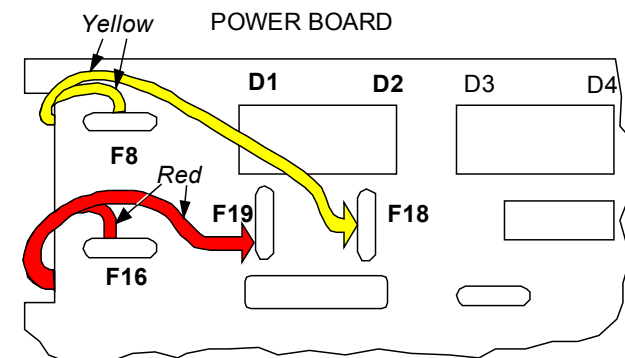 Yellow POWER BOARD
D1 D2 D3 D4
F8
Red
F19 F18
F16